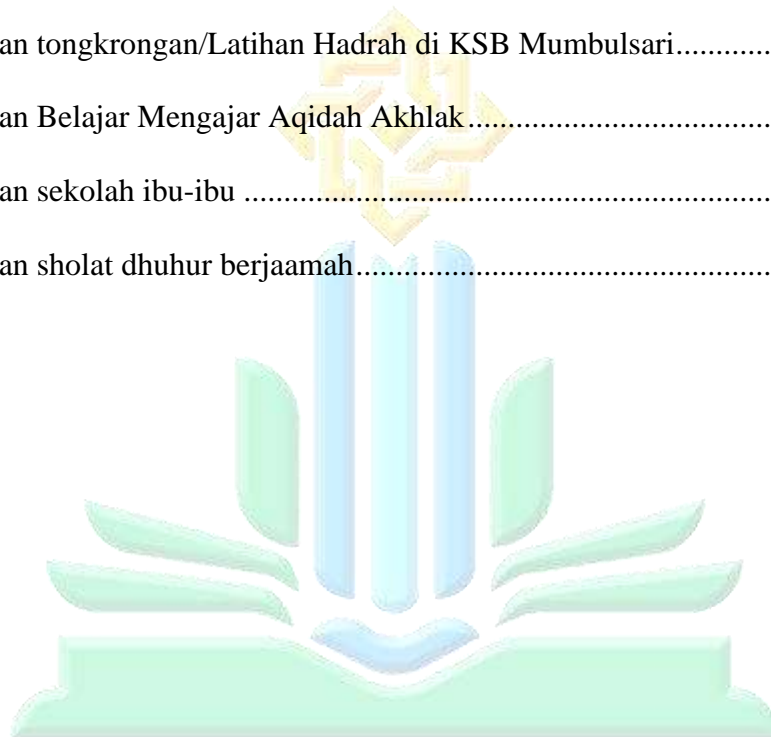 an tongkrongan/Latihan Hadrah di KSB Mumbulsari............
an Belajar Mengajar Aqidah Akhlak......................................
an sekolah ibu-ibu ..................................................................
an sholat dhuhur berjaamah....................................................